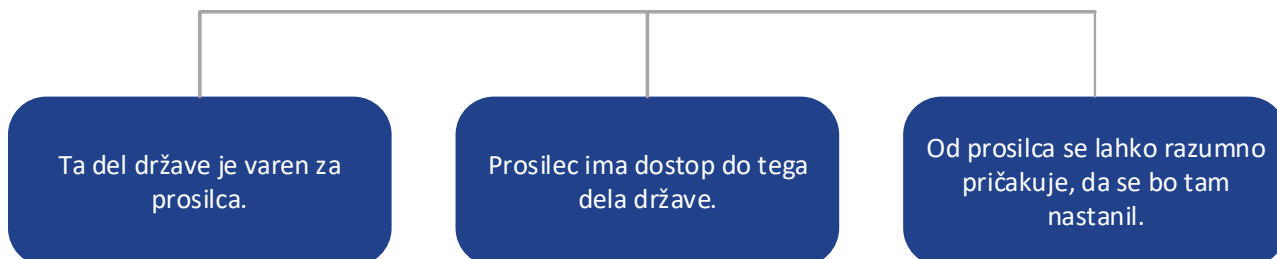 Ta del države je varen za
prosilca.
Prosilec ima dostop do tega
dela države.
Od prosilca se lahko razumno
pričakuje, da se bo tam
nastanil.